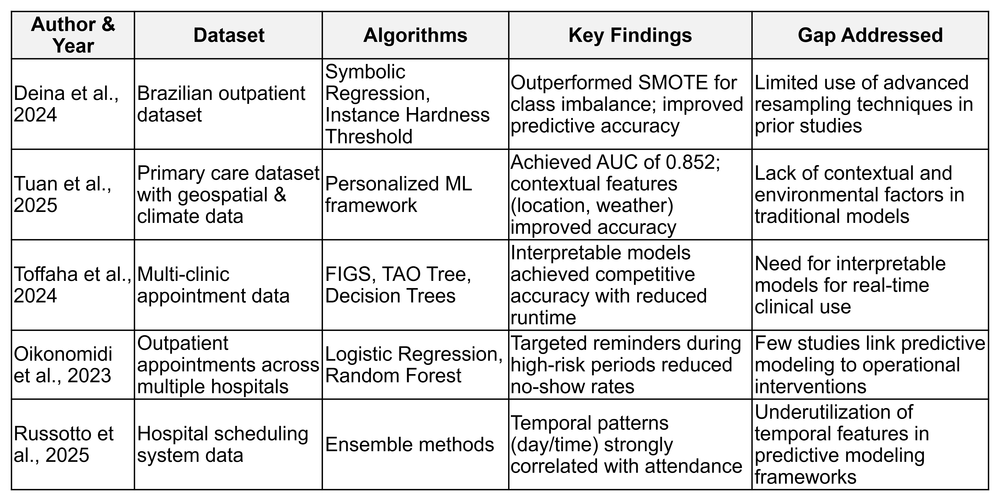 Author &
Year
Dataset
Algorithms
Key Findings
Gap Addressed
Deina et al.,
2024
Brazilian outpatient
dataset
Symbolic
Regression,
Instance Hardness
Threshold
Outperformed SMOTE for
class imbalance; improved
predictive accuracy
Limited use of advanced
resampling techniques in
prior studies
Tuan et al.,
2025
Primary care dataset
with geospatial &
climate data
Personalized ML
framework
Achieved AUC of 0.852;
contextual features
(location, weather)
improved accuracy
Lack of contextual and
environmental factors in
traditional models
Toffaha et al.,
2024
Multi-clinic
appointment data
FIGS, TAO Tree,
Decision Trees
Interpretable models
achieved competitive
accuracy with reduced
runtime
Need for interpretable
models for real-time
clinical use
Oikonomidi
et al., 2023
Outpatient
appointments across
multiple hospitals
Logistic Regression,
Random Forest
Targeted reminders during
high-risk periods reduced
no-show rates
Few studies link predictive
modeling to operational
interventions
Russotto et
al., 2025
Hospital scheduling
system data
Ensemble methods
Temporal patterns
(day/time) strongly
correlated with attendance
Underutilization of
temporal features in
predictive modeling
frameworks